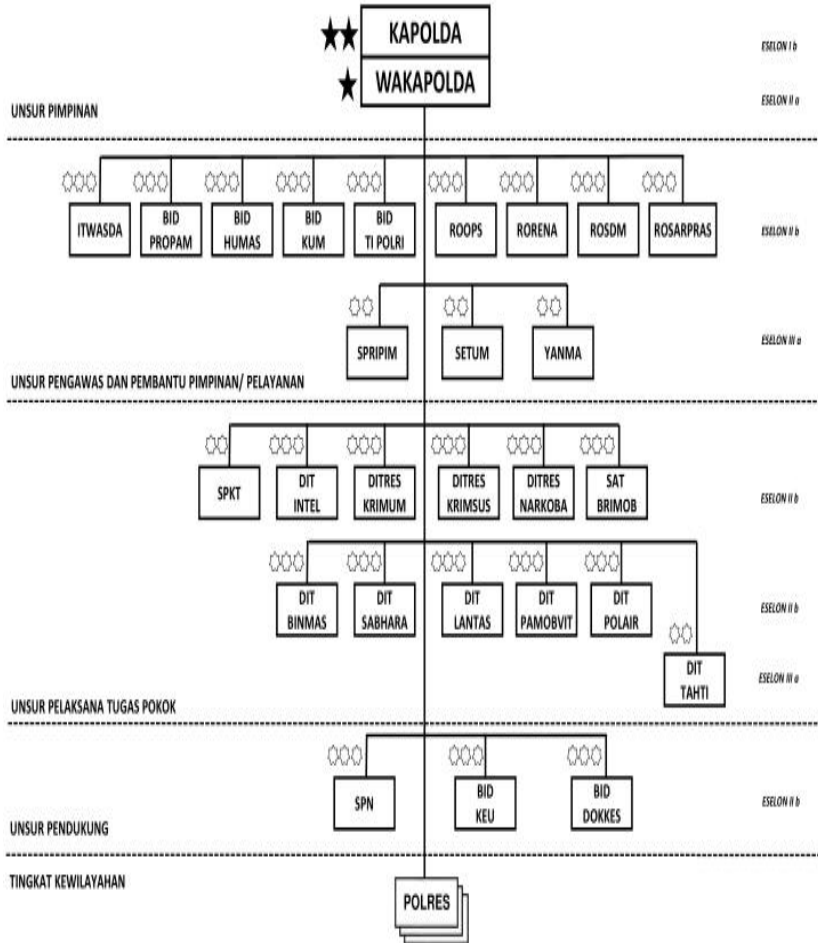 KAPOLDA
ESELON I b
WAKAPOLDA
ESELON II a
UNSUR PIMPINAN
ITWASDA
BID
PROPAM
BID
HUMAS
BID
KUM
BID
TI POLRI
ROOPS
RORENA
ROSDM
ROSARPRAS
ESELON II b
SPRIPIM
SETUM
YANMA
ESELON III a
UNSUR PENGAWAS DAN PEMBANTU PIMPINAN/ PELAYANAN
SPKT
DIT
INTEL
DITRES
KRIMUM
DITRES
KRIMSUS
DITRES
NARKOBA
SAT
BRIMOB
ESELON II b
DIT
BINMAS
DIT
SABHARA
DIT
LANTAS
DIT
PAMOBVIT
DIT
POLAIR
ESELON II b
DIT
TAHTI
ESELON III a
UNSUR PELAKSANA TUGAS POKOK
SPN
BID
KEU
BID
DOKKES
ESELON II b
UNSUR PENDUKUNG
TINGKAT KEWILAYAHAN
POLRES